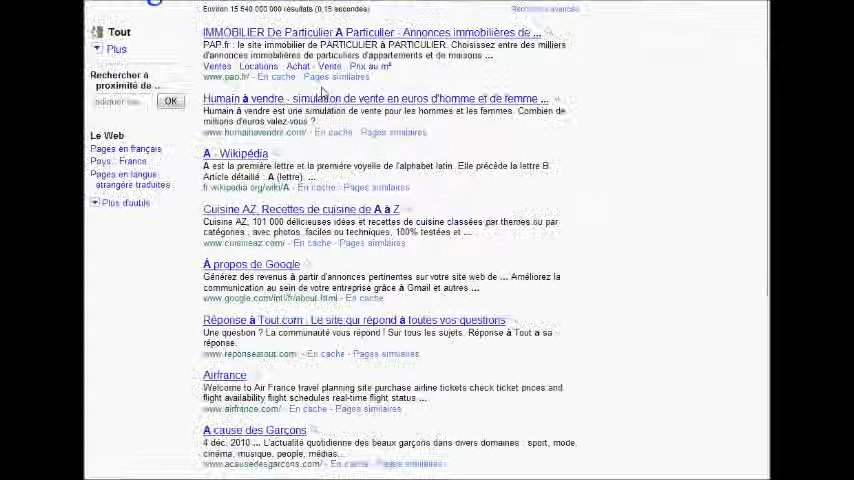 Environ 15 540 000 000 résultats (0,15 secondes)
Recherche avancée
Tout
Plus
Rechercher à
proximité de ...
Indiquer lieu
OK
Le Web
Pages en français
Pays : France
Pages en langue
étrangère traduites
Plus d'outils
IMMOBILIER De Particulier A Particulier - Annonces immobilières de ...
PAP.fr : le site immobilier de PARTICULIER à PARTICULIER. Choisissez entre des milliers
d'annonces immobilières de particuliers d'appartements et de maisons ...
Ventes - Locations - Achat - Vente - Prix au m²
www.pap.fr/ - En cache - Pages similaires
Humain à vendre - simulation de vente en euros d'homme et de femme ...
Humain à vendre est une simulation de vente pour les hommes et les femmes. Combien de
millions d'euros valez-vous ?
www.humainavendre.com/ - En cache - Pages similaires
A - Wikipédia
A est la première lettre et la première voyelle de l'alphabet latin. Elle précède la lettre B.
Article détaillé : A (lettre). ...
fr.wikipedia.org/wiki/A - En cache - Pages similaires
Cuisine AZ, Recettes de cuisine de A à Z
Cuisine AZ, 101 000 délicieuses idées et recettes de cuisine classées par thèmes ou par
catégories , avec photos, faciles ou techniques, 100% testées et ...
www.cuisineaz.com/ - En cache - Pages similaires
À propos de Google
Générez des revenus à partir d'annonces pertinentes sur votre site web de ... Améliorez la
communication au sein de votre entreprise grâce à Gmail et autres ...
www.google.com/intl/fr/about.html - En cache
Réponse à Tout.com : Le site qui répond à toutes vos questions
Une question ? La communauté vous répond ! Sur tous les sujets. Réponse à Tout a sa
réponse.
www.reponseatout.com - En cache - Pages similaires
Airfrance
Welcome to Air France travel planning site purchase airline tickets check ticket prices and
flight availability flight schedules real-time flight status ...
www.airfrance.com/ - En cache - Pages similaires
A cause des Garçons
4 déc. 2010 ... L'actualité quotidienne des beaux garçons dans divers domaines : sport, mode,
cinéma, musique, people, médias...
www.acausedesgarcons.com/ - En cache - Pages similaires